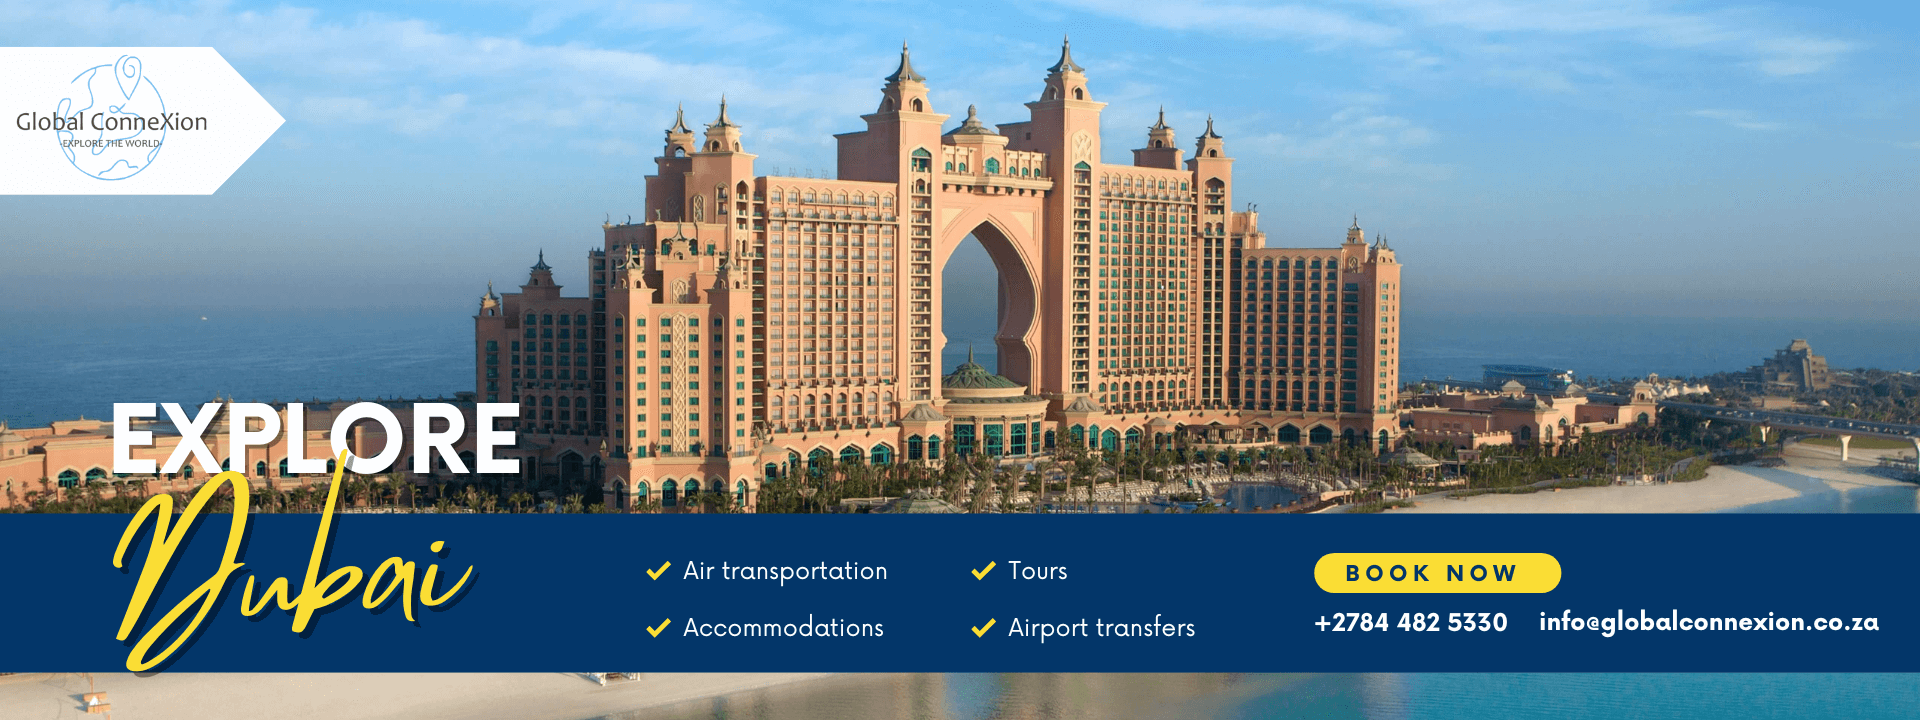 Global ConneXion
-EXPLORE THE WORLD-
EXPLORE
Dubai
Air transportation
Accommodations
Tours
Airport transfers
BOOK NOW
+2784 482 5330 info@globalconnexion.co.za